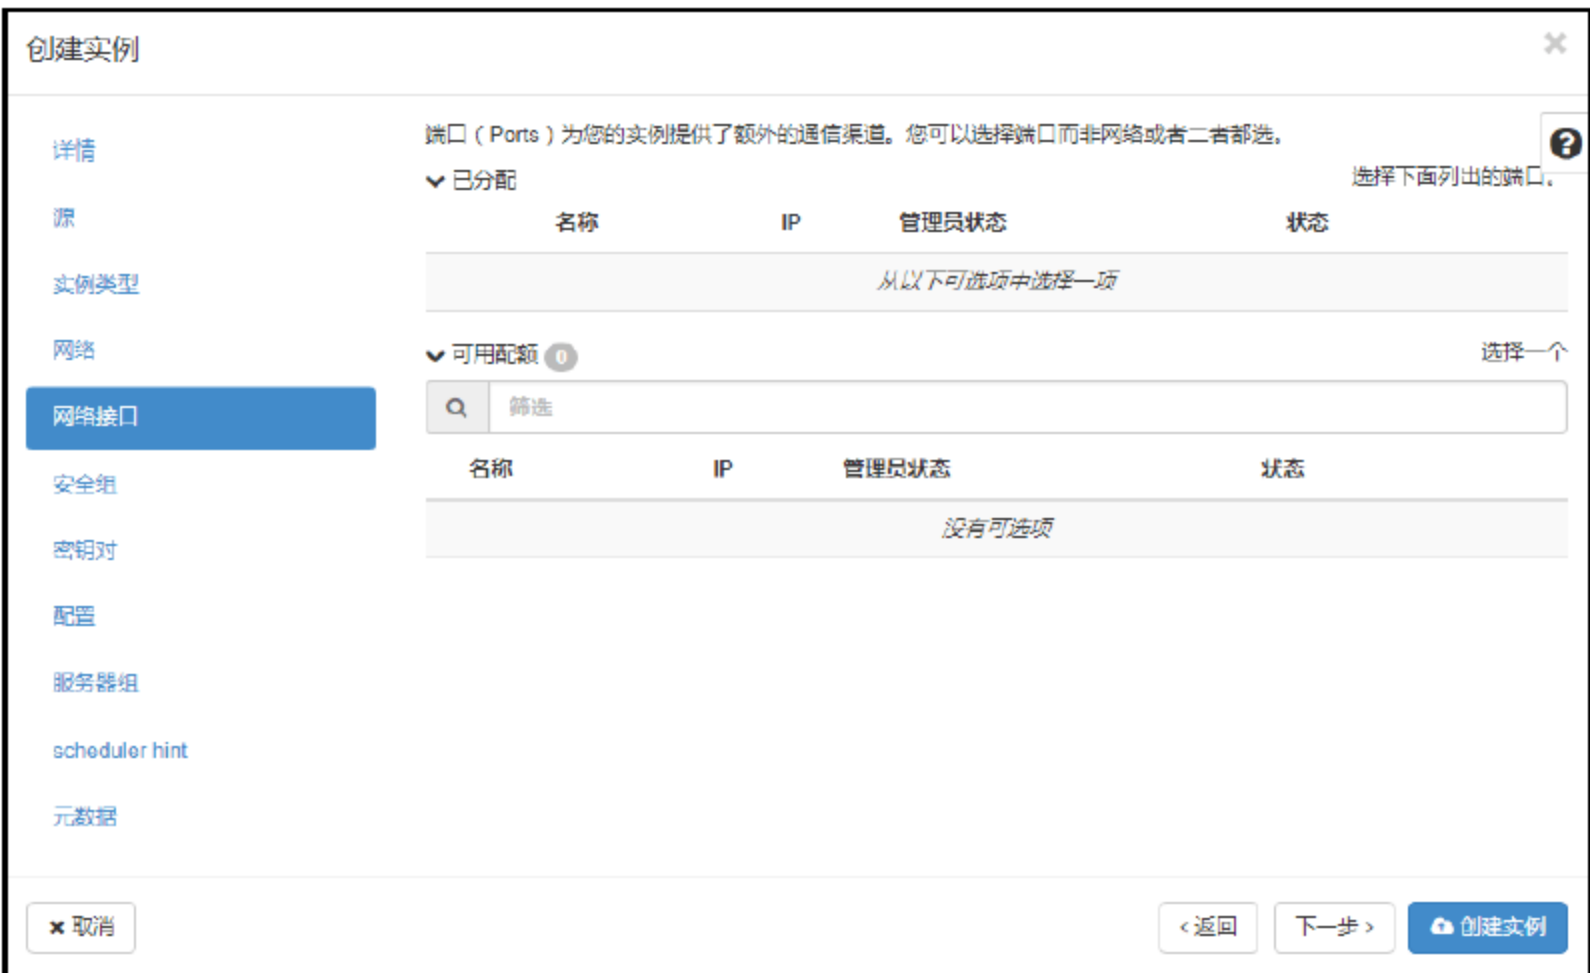 创建实例
详情
源
实例类型
网络
网络接口
安全组
密钥对
配置
服务器组
scheduler hint
元数据
端口（Ports）为您的实例提供了额外的通信渠道。您可以选择端口而非网络或者二者都选。
已分配
选择下面列出的端口。
名称 IP 管理员状态 状态
从以下可选项中选择一项
可用配额 0
选择一个
筛选
名称 IP 管理员状态 状态
没有可选项
× 取消
‹ 返回
下一步 ›
创建实例